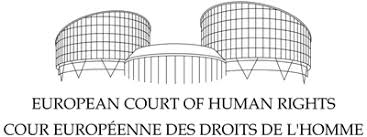 EUROPEAN COURT OF HUMAN RIGHTS
COUR EUROPÉENNE DES DROITS DE L'HOMME